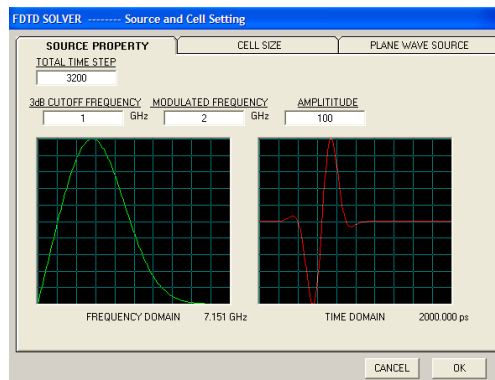 FDTD SOLVER -------- Source and Cell Setting
SOURCE PROPERTY CELL SIZE PLANE WAVE SOURCE
TOTAL TIME STEP
3200
3dB CUTOFF FREQUENCY MODULATED FREQUENCY AMPLITITUDE
1 GHz 2 GHz 100
FREQUENCY DOMAIN 7.151 GHz TIME DOMAIN 2000.000 ps
CANCEL OK